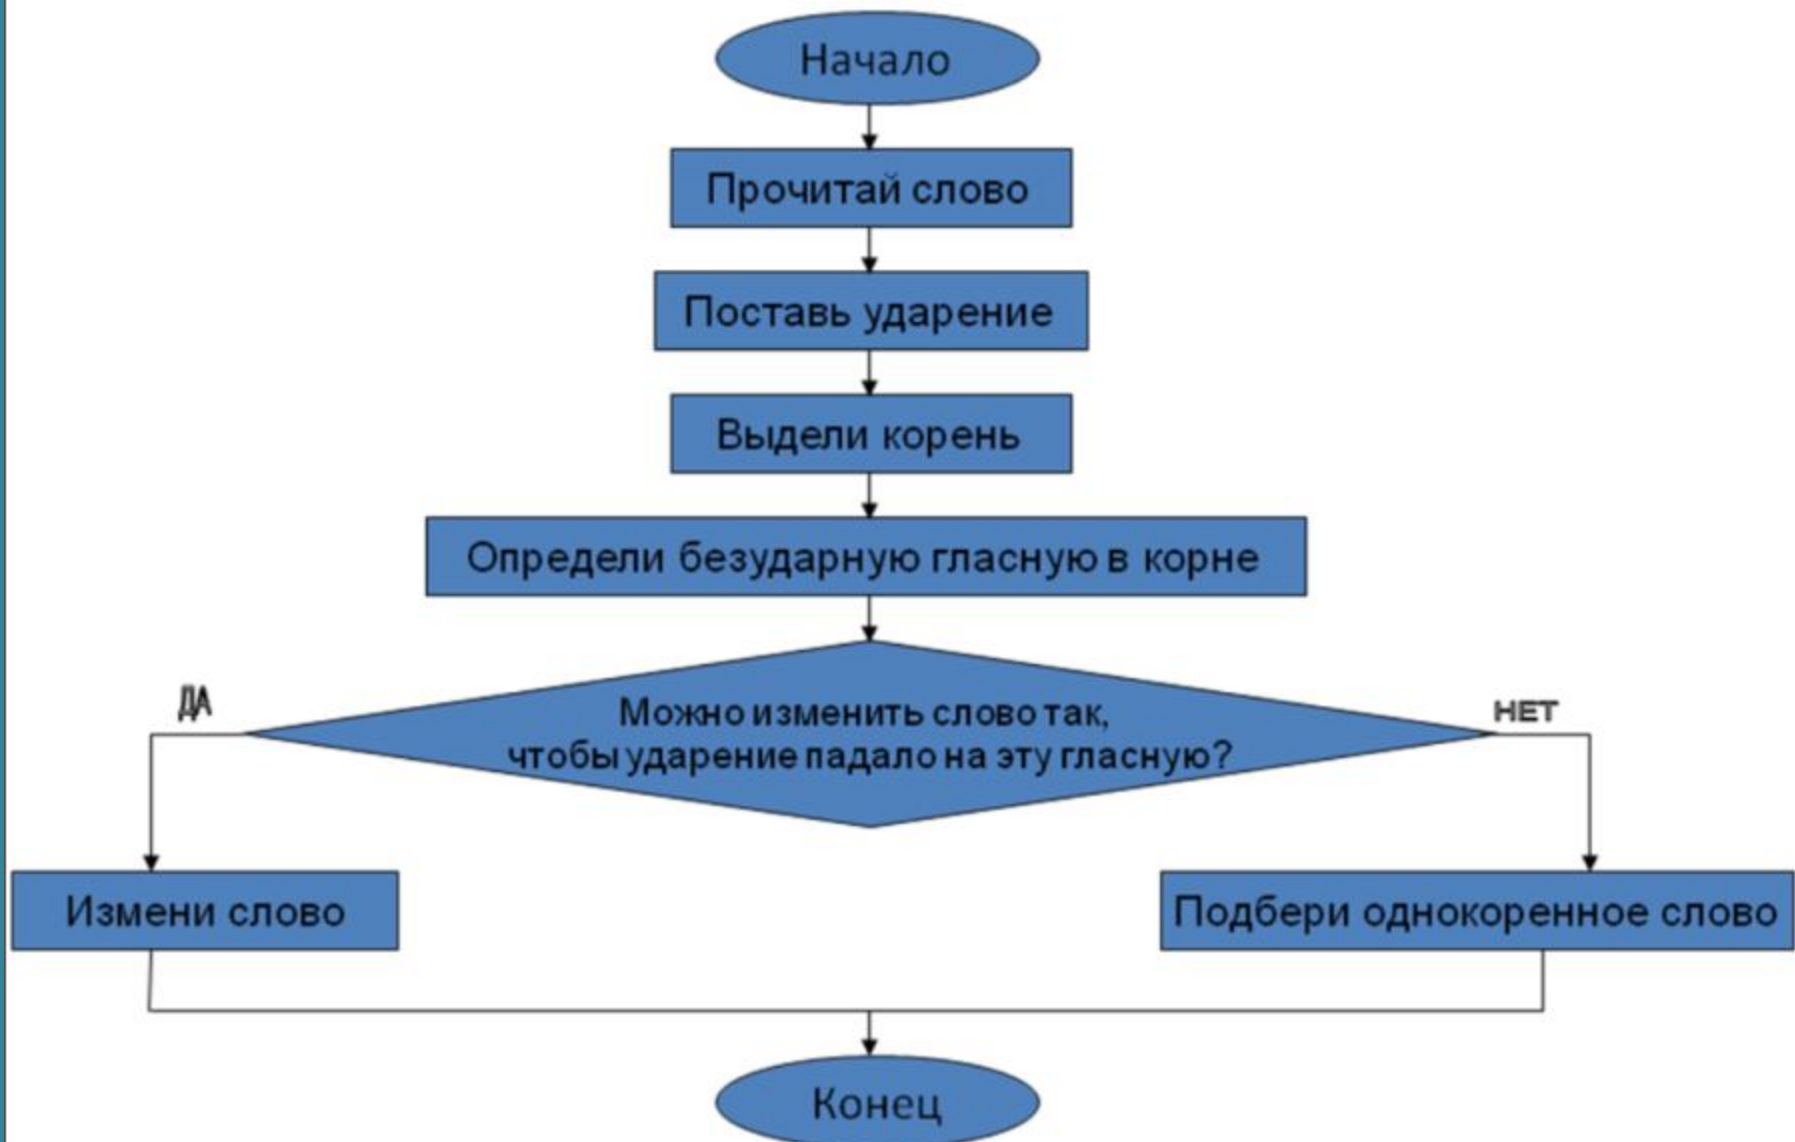 Начало
Прочитай слово
Поставь ударение
Выдели корень
Определи безударную гласную в корне
Можно изменить слово так,
чтобы ударение падало на эту гласную?
ДА
НЕТ
Измени слово
Подбери однокоренное слово
Конец